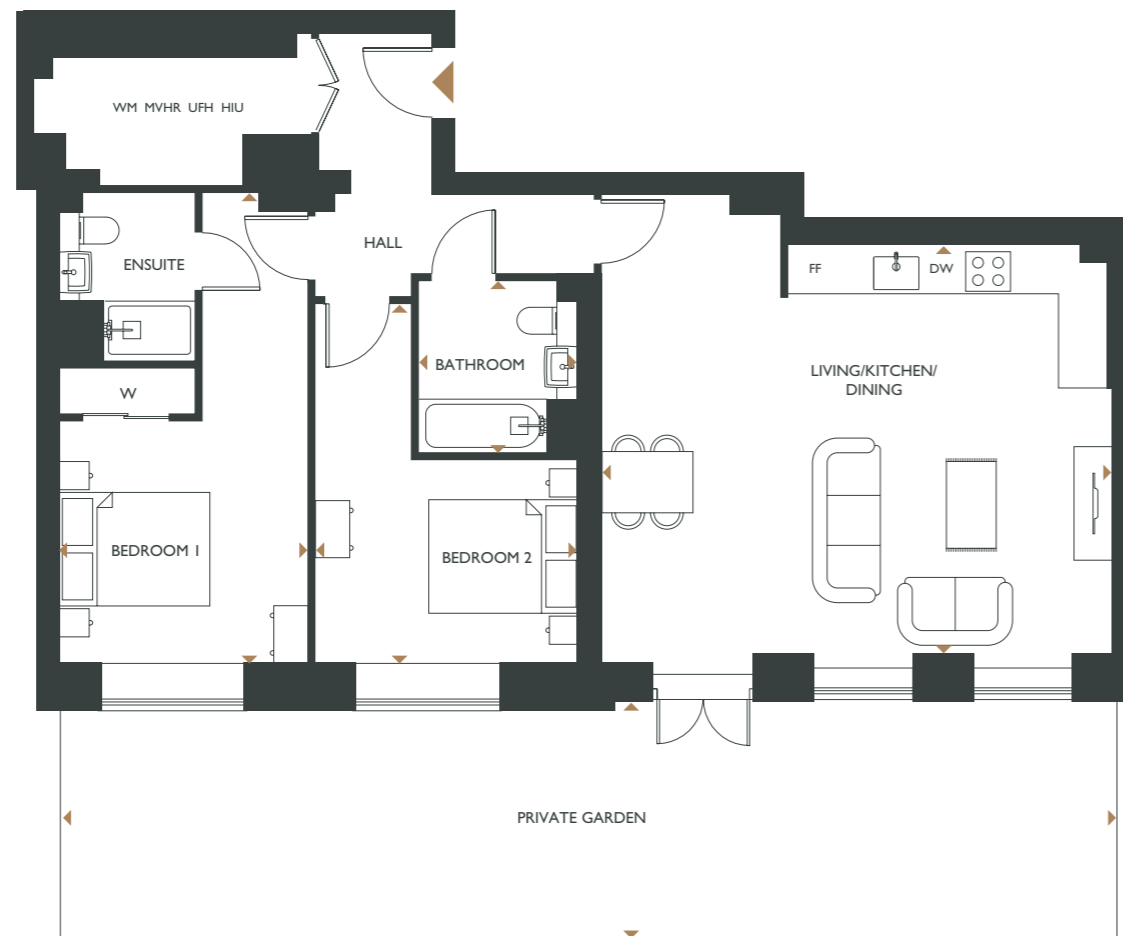 WM MVHR UFH HIU
HALL
ENSUITE
FF
DW
W
BATHROOM
LIVING/KITCHEN/
DINING
BEDROOM 1
BEDROOM 2
PRIVATE GARDEN